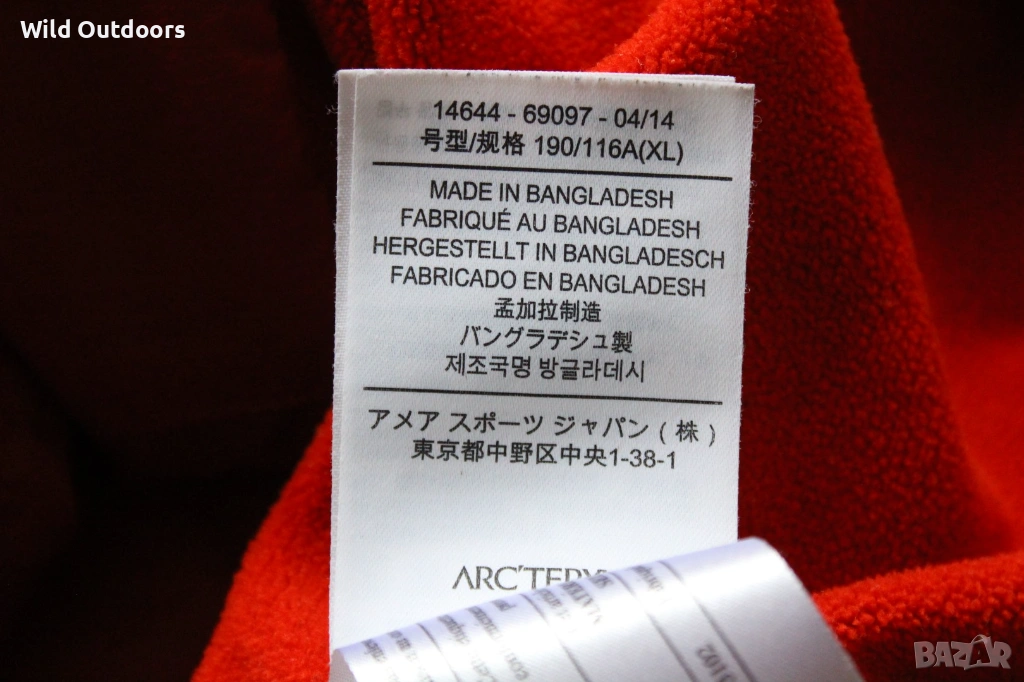 Wild Outdoors
14644 - 69097 - 04/14
号型/规格 190/116A(XL)
MADE IN BANGLADESH
FABRIQUÉ AU BANGLADESH
HERGESTELLT IN BANGLADESCH
FABRICADO EN BANGLADESH
孟加拉制造
バングラデシュ製
제조국명 방글라데시
アメア スポーツ ジャパン ( 株 )
東京都中野区中央1-38-1
ARC'TERY
BAZAR